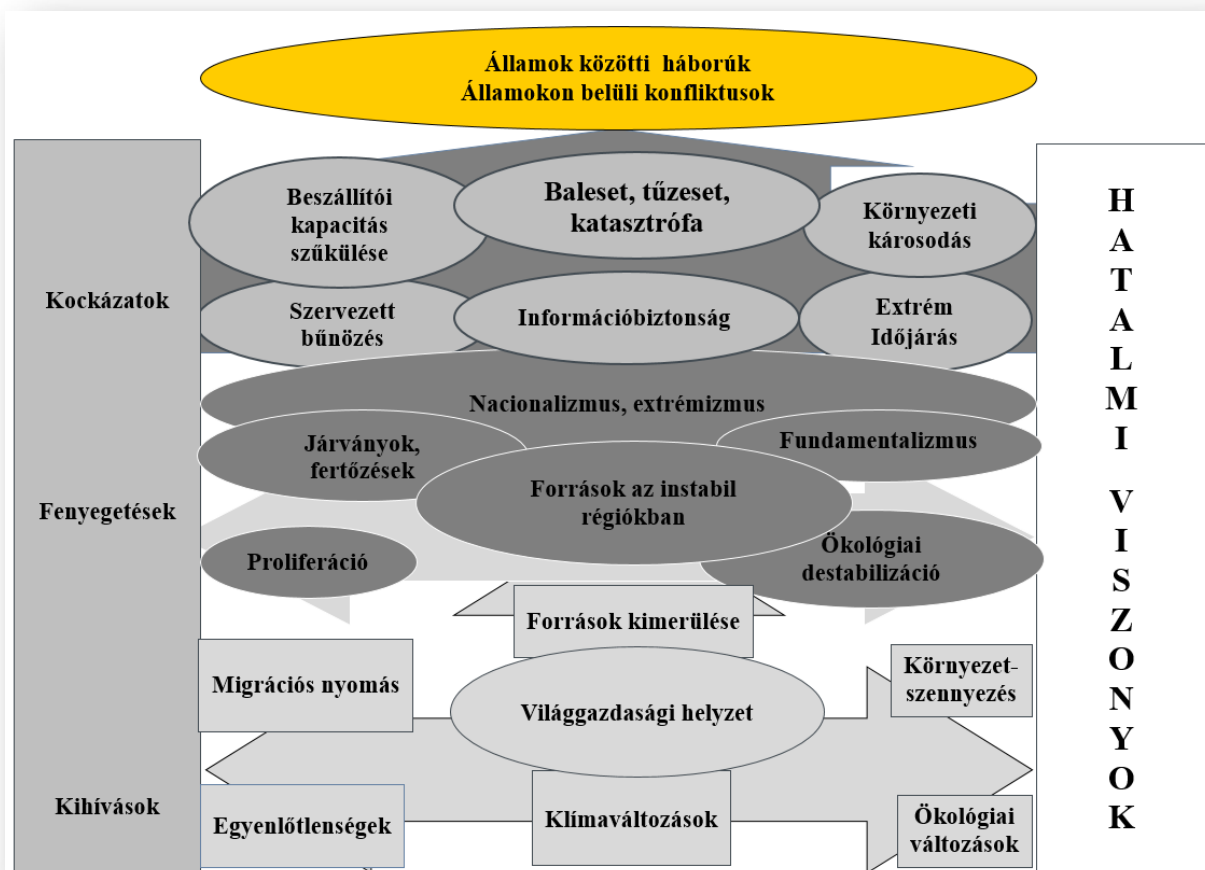 Államok közötti háborúk
Államokon belüli konfliktusok
Kockázatok
Fenyegetések
Kihívások
Beszállítói
kapacitás
szűkülése
Baleset, tűzeset,
katasztrófa
Környezeti
károsodás
Szervezett
bűnözés
Információbiztonság
Extrém
Időjárás
Nacionalizmus, extrémizmus
Járványok,
fertőzések
Fundamentalizmus
Források az instabil
régiókban
Proliferáció
Ökológiai
destabilizáció
Források kimerülése
Migrációs nyomás
Világgazdasági helyzet
Környezet-
szennyezés
Egyenlőtlenségek
Klímaváltozások
Ökológiai
változások
H
A
T
A
L
M
I
V
I
S
Z
O
N
Y
O
K